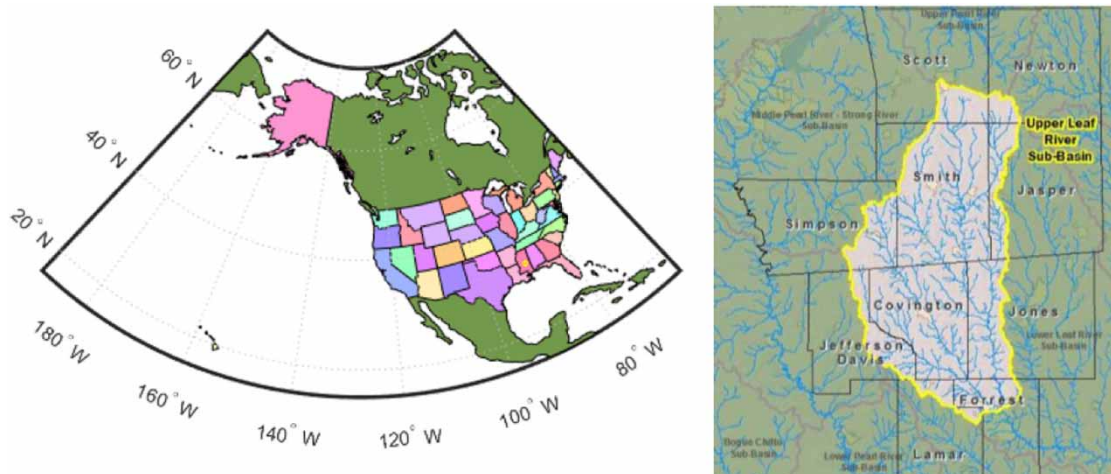 60° N
40° N
20° N
180° W
160° W
140° W
120° W
100° W
80° W
Upper Pearl River
Sub-Basin
Scott
Newton
Middle Pearl River - Strong River
Sub-Basin
Upper Leaf
River
Sub-Basin
Smith
Jasper
Simpson
Covington
Jones
Lower Leaf River
Sub-Basin
Jefferson
Davis
Forrest
Bogue Chitto
Sub-Basin
Lower Pearl River
Sub-Basin
Lamar